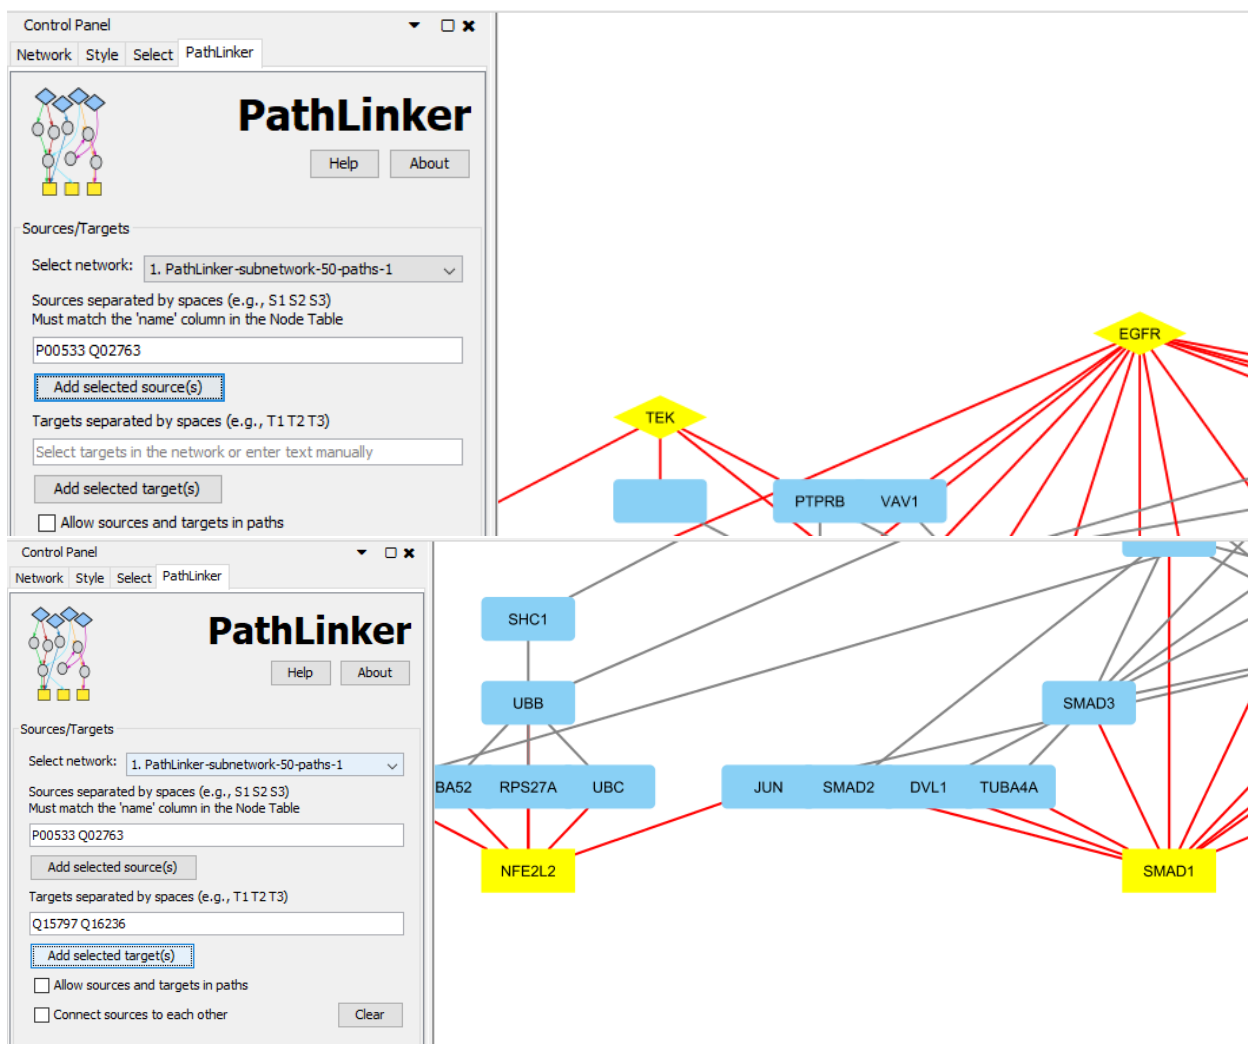 Control Panel
Network Style Select PathLinker
PathLinker
Help About
Sources/Targets
Select network: 1. PathLinker-subnetwork-50-paths-1
Sources separated by spaces (e.g., S1 S2 S3)
Must match the 'name' column in the Node Table
P00533 Q02763
Add selected source(s)
Targets separated by spaces (e.g., T1 T2 T3)
Select targets in the network or enter text manually
Add selected target(s)
Allow sources and targets in paths
EGFR
TEK
PTPRB VAV1
Control Panel
Network Style Select PathLinker
PathLinker
Help About
Sources/Targets
Select network: 1. PathLinker-subnetwork-50-paths-1
Sources separated by spaces (e.g., S1 S2 S3)
Must match the 'name' column in the Node Table
P00533 Q02763
Add selected source(s)
Targets separated by spaces (e.g., T1 T2 T3)
Q15797 Q16236
Add selected target(s)
Allow sources and targets in paths
Connect sources to each other Clear
SHC1
UBB SMAD3
BA52 RPS27A UBC JUN SMAD2 DVL1 TUBA4A
NFE2L2 SMAD1